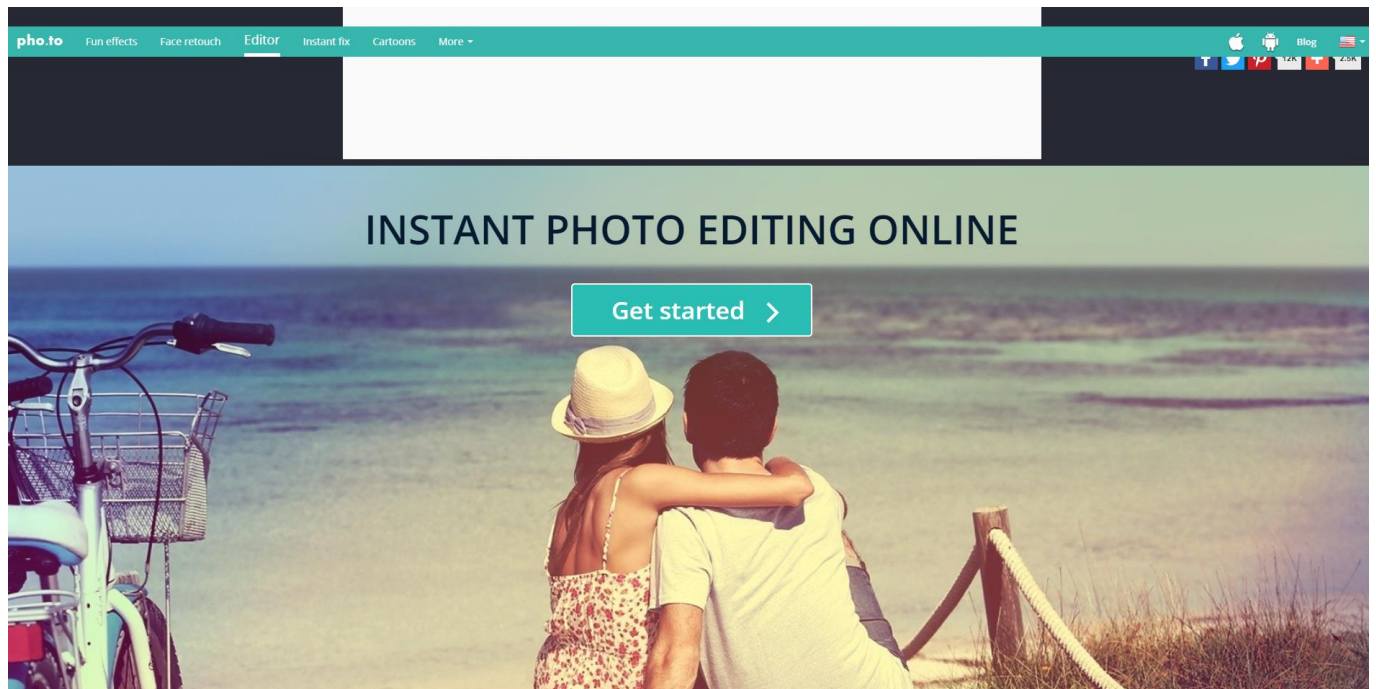 pho.to Fun effects Face retouch Editor Instant fix Cartoons More Blog
12K 2.5K
INSTANT PHOTO EDITING ONLINE
Get started